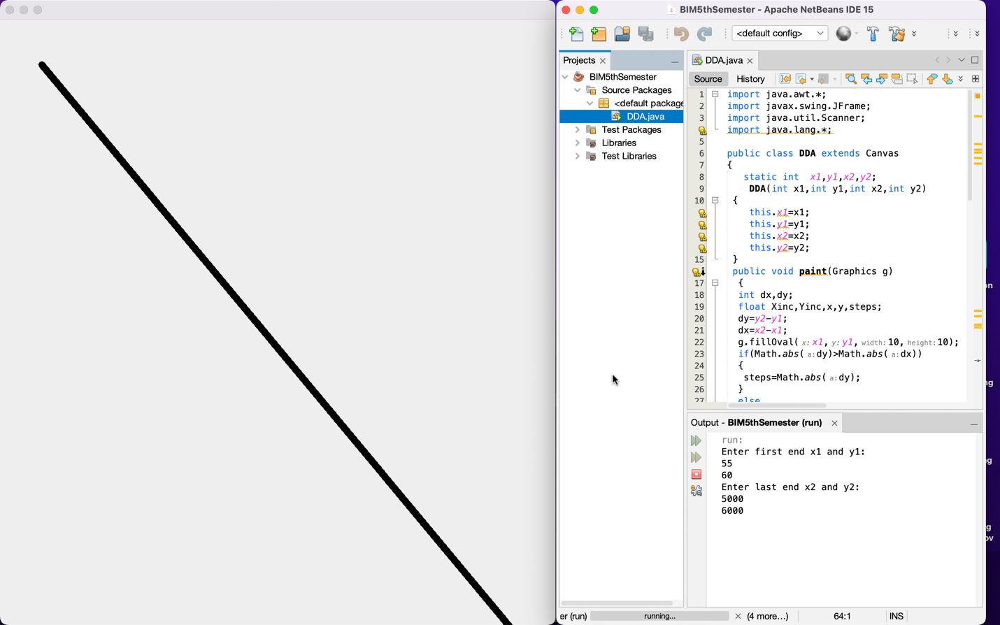 BIM5thSemester - Apache NetBeans IDE 15
<default config>
Projects
DDA.java
BIM5thSemester
Source Packages
<default package
DDA.java
Test Packages
Libraries
Test Libraries
Source History
1 import java.awt.*;
2 import javax.swing.JFrame;
3 import java.util.Scanner;
import java.lang.*;
5
6 public class DDA extends Canvas
7 {
8 static int x1,y1,x2,y2;
9 DDA(int x1,int y1,int x2,int y2)
10 {
this.x1=x1;
this.y1=y1;
this.x2=x2;
this.y2=y2;
15 }
public void paint(Graphics g)
17 {
18 int dx,dy;
19 float Xinc,Yinc,x,y,steps;
20 dy=y2-y1;
21 dx=x2-x1;
22 g.fillOval( x: x1, y: y1, width: 10, height: 10);
23 if(Math.abs( a: dy)>Math.abs( a: dx))
24 {
25 steps=Math.abs( a: dy);
26 }
27 else
Output - BIM5thSemester (run)
run:
Enter first end x1 and y1:
55
60
Enter last end x2 and y2:
5000
6000
er (run) running... (4 more...) 64:1 INS
on
ng
g
g
ov